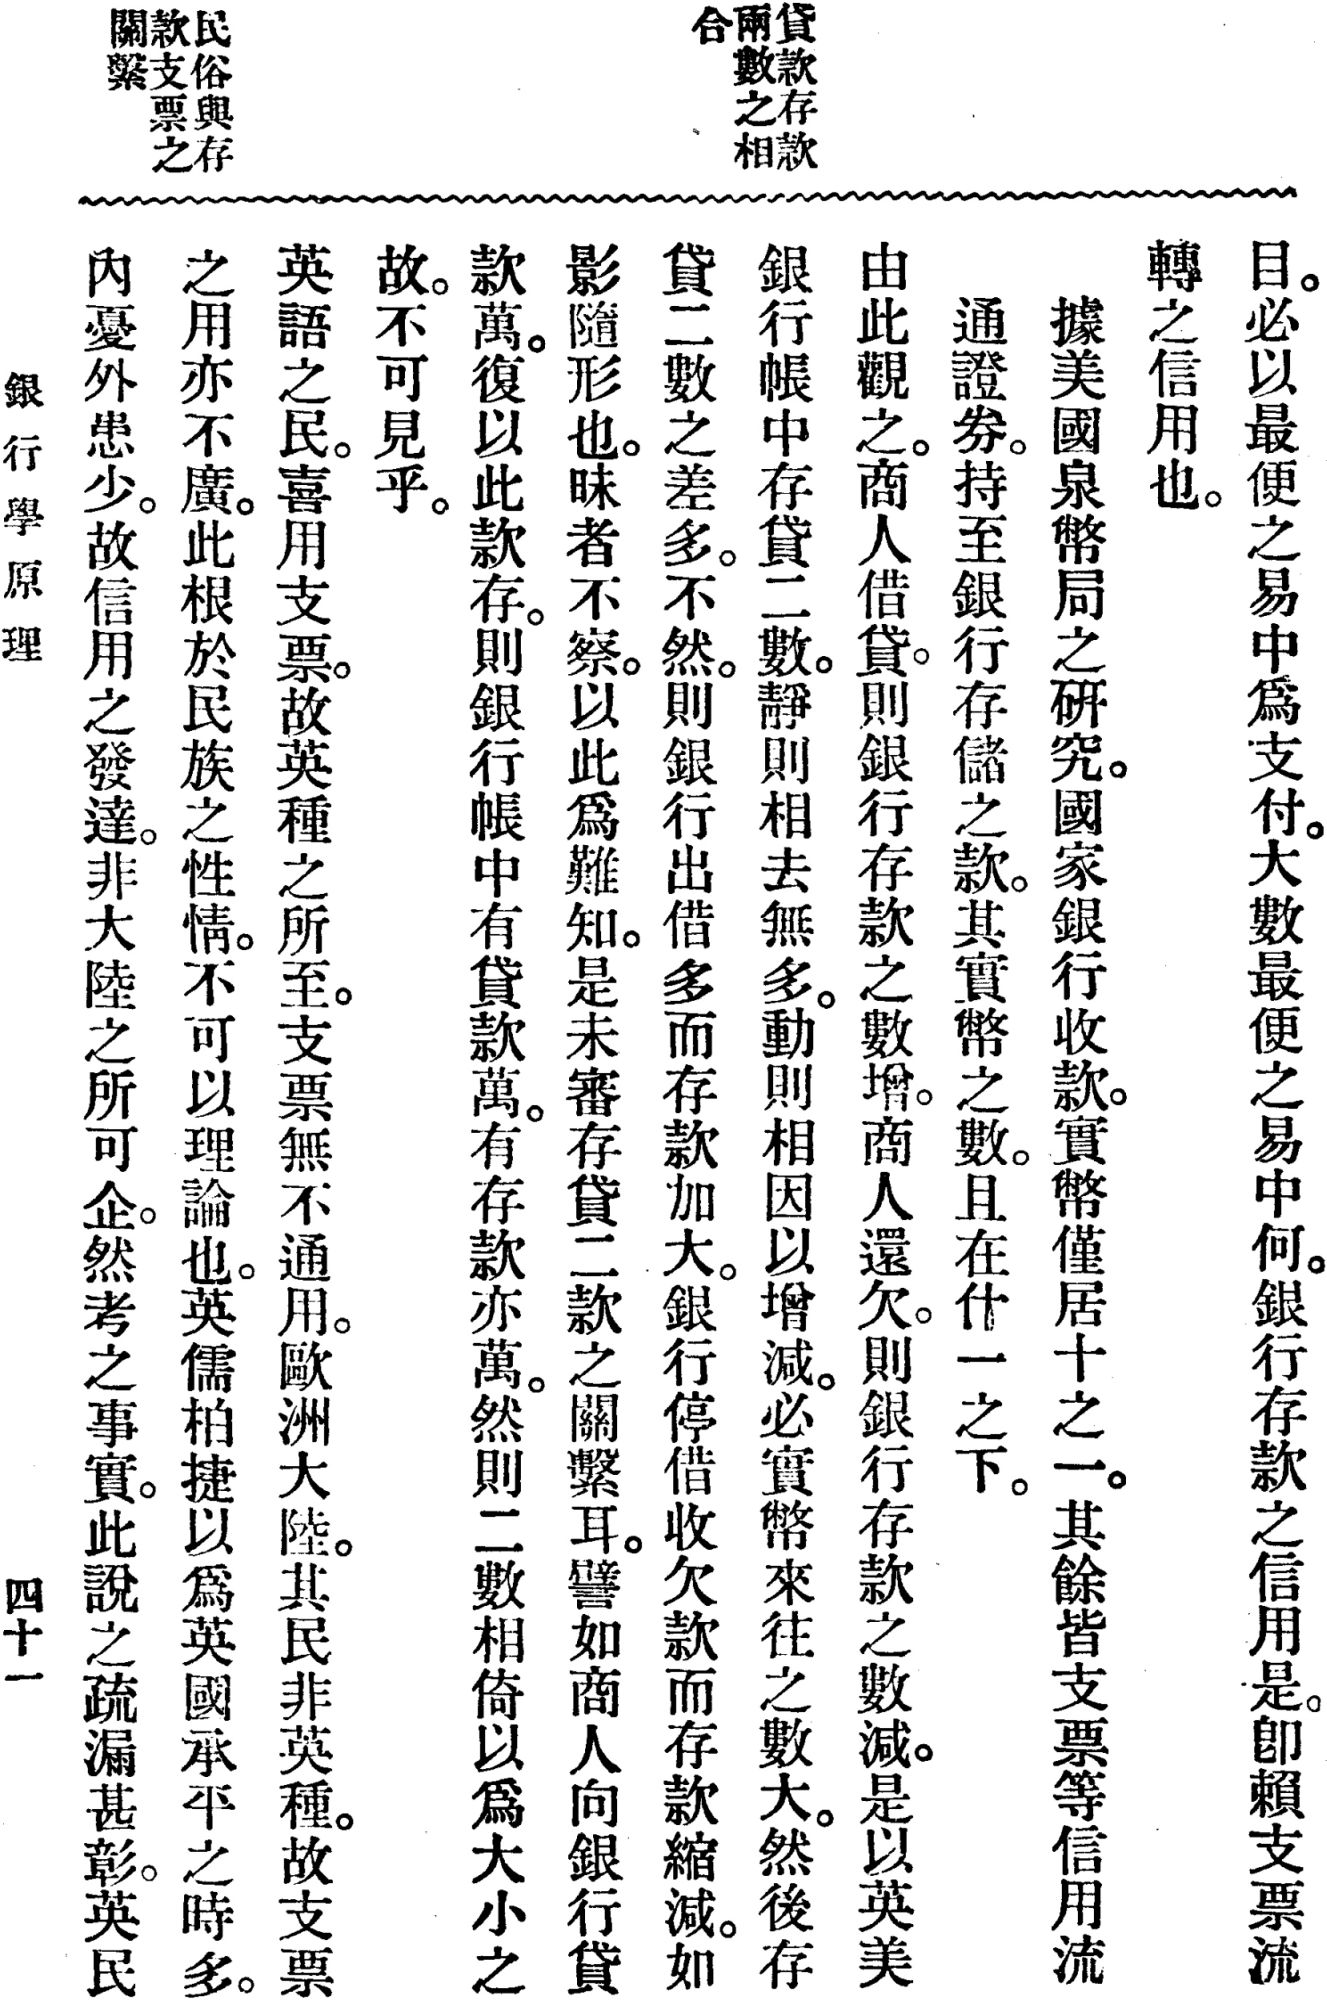 貸款存款
兩數之相
合
民俗與存
款支票之
關繫
目。必以最便之易中爲支付。大數最便之易中何。銀行存款之信用是。卽賴支票流
轉之信用也。
據美國泉幣局之硏究。國家銀行收款。實幣僅居十之一。其餘皆支票等信用流
通證券。持至銀行存儲之款。其實幣之數。且在什一之下。
由此觀之。商人借貸。則銀行存款之數增。商人還欠。則銀行存款之數減。是以英美
銀行帳中存貸二數。靜則相去無多。動則相因以增減。必實幣來往之數大。然後存
貸二數之差多。不然。則銀行出借多而存款加大。銀行停借收欠款而存款縮減。如
影隨形也。昧者不察。以此爲難知。是未審存貸二款之關繫耳。譬如商人向銀行貸
款萬。復以此款存。則銀行帳中有貸款萬。有存款亦萬。然則二數相倚以爲大小之
故。不可見乎。
英語之民。喜用支票。故英種之所至。支票無不通用。歐洲大陸。其民非英種。故支票
之用亦不廣。此根於民族之性情。不可以理論也。英儒柏捷以爲英國承平之時多。
內憂外患少。故信用之發達。非大陸之所可企。然考之事實。此說之疏漏甚彰。英民
銀行學原理
四十一